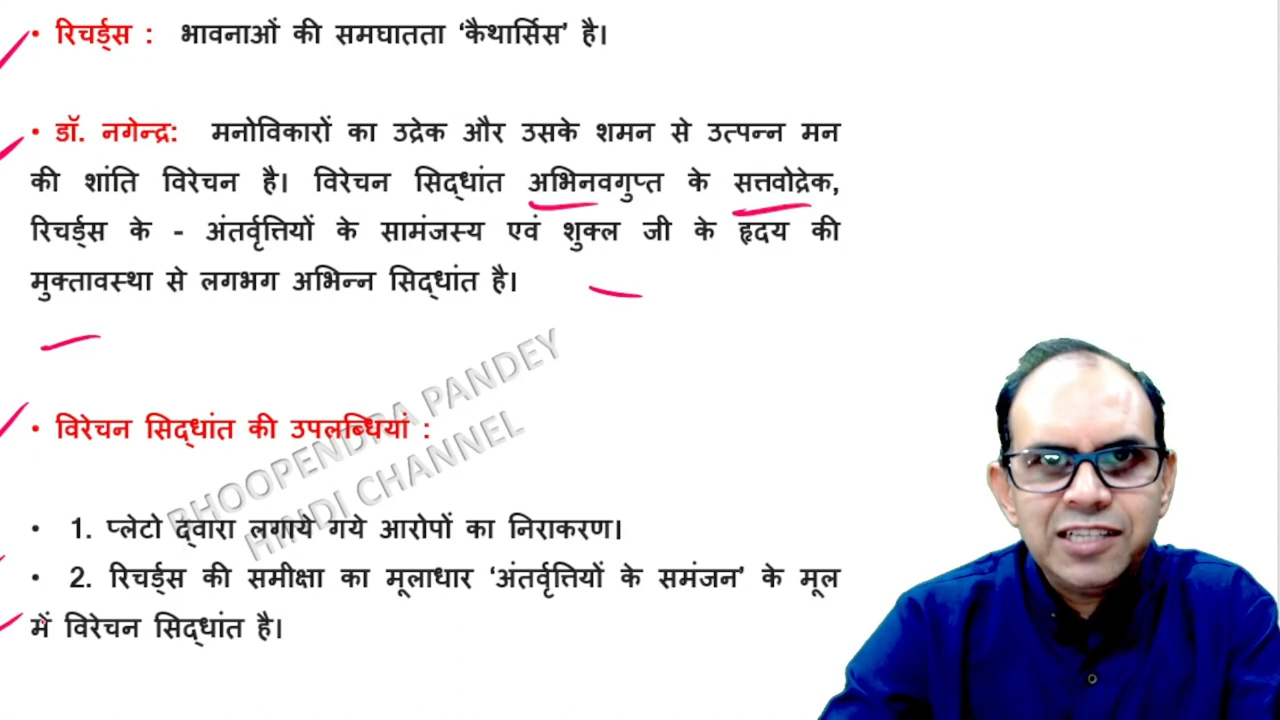 • रिचर्ड्स : भावनाओं की समघातता ‘कैथार्सिस’ है।
• डॉ. नगेन्द्र: मनोविकारों का उद्रेक और उसके शमन से उत्पन्न मन
की शांति विरेचन है। विरेचन सिद्धांत अभिनवगुप्त के सत्तवोद्रेक,
रिचर्ड्स के - अंतर्वृत्तियों के सामंजस्य एवं शुक्ल जी के हृदय की
मुक्तावस्था से लगभग अभिन्न सिद्धांत है।
BHOOPENDRA PANDEY
HINDI CHANNEL
• विरेचन सिद्धांत की उपलब्धियां :
• 1. प्लेटो द्वारा लगाये गये आरोपों का निराकरण।
• 2. रिचर्ड्स की समीक्षा का मूलाधार ‘अंतर्वृत्तियों के समंजन’ के मूल
में विरेचन सिद्धांत है।